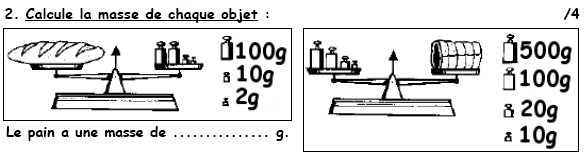 2. Calcule la masse de chaque objet : /4
100g
10g
2g
Le pain a une masse de ............... g.
500g
100g
20g
10g